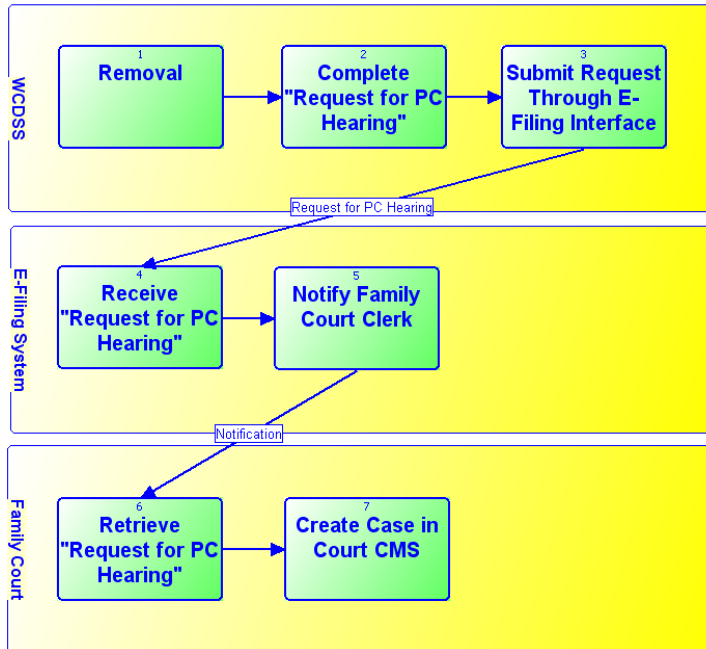 WCDSS
1
Removal
2
Complete
"Request for PC
Hearing"
3
Submit Request
Through E-
Filing Interface
Request for PC Hearing
E-Filing System
4
Receive
"Request for PC
Hearing"
5
Notify Family
Court Clerk
Notification
Family Court
6
Retrieve
"Request for PC
Hearing"
7
Create Case in
Court CMS